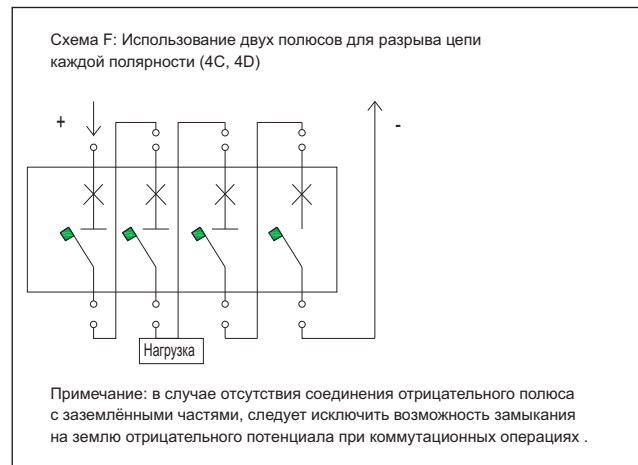 Схема F: Использование двух полюсов для разрыва цепи
каждой полярности (4C, 4D)
+ -
Нагрузка
Примечание: в случае отсутствия соединения отрицательного полюса
с заземлёнными частями, следует исключить возможность замыкания
на землю отрицательного потенциала при коммутационных операциях .